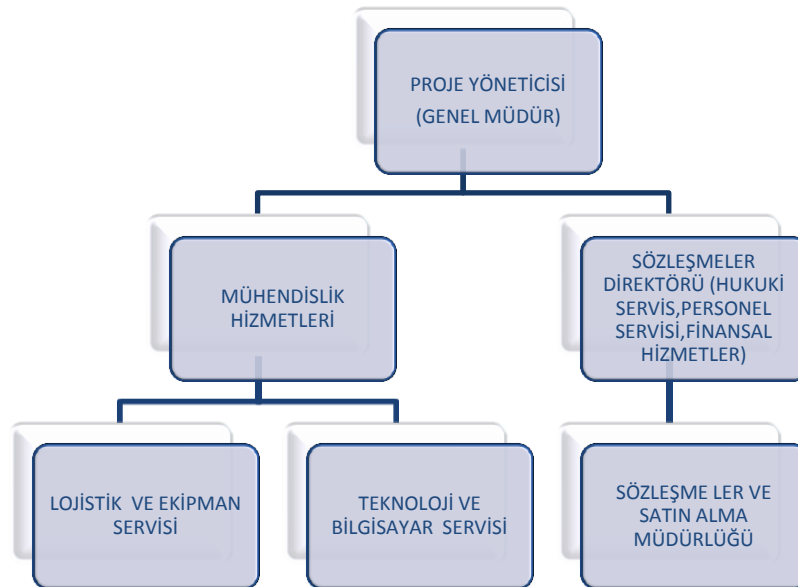 PROJE YÖNETİCİSİ
(GENEL MÜDÜR)
MÜHENDİSLİK
HİZMETLERİ
SÖZLEŞMELER
DİREKTÖRÜ (HUKUKİ
SERVİS,PERSONEL
SERVİSİ,FİNANSAL
HİZMETLER)
LOJİSTİK VE EKİPMAN
SERVİSİ
TEKNOLOJİ VE
BİLGİSAYAR SERVİSİ
SÖZLEŞME LER VE
SATIN ALMA
MÜDÜRLÜĞÜ